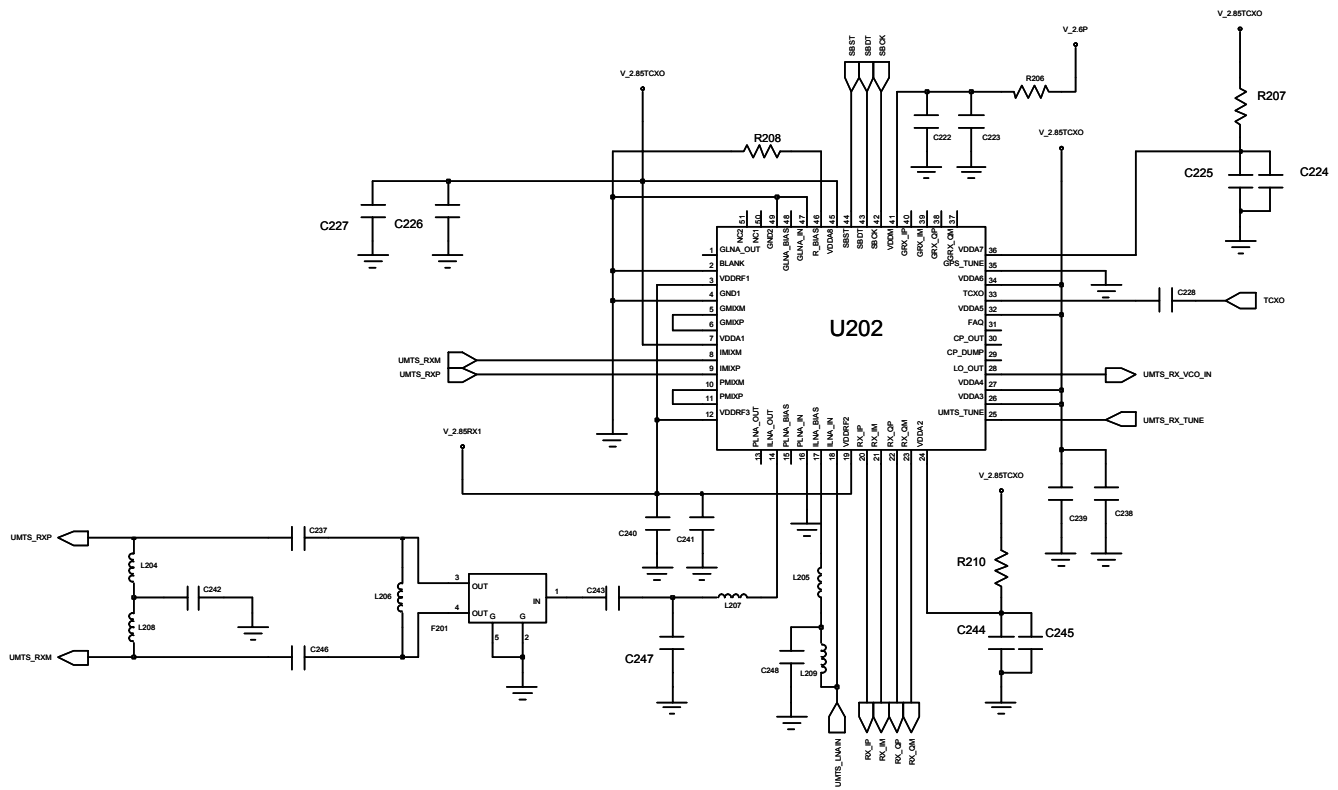 V_2.85TCXO
V_2.6P
SBST
SBDT
SBCK
V_2.85TCXO
R206
R207
R208
C222
C223
V_2.85TCXO
C225
C224
C227
C226
51
50
49
48
47
46
45
44
43
42
41
40
39
38
37
NC2
NC1
GND2
GLNA_BIAS
GLNA_IN
R_BIAS
VDDA8
SBST
SBDT
SBCK
VDDM
GRX_IP
GRX_IM
GRX_QP
GRX_QM
1 GLNA_OUT
2 BLANK
3 VDDRF1
4 GND1
5 GMIXM
6 GMIXP
7 VDDA1
8 IMIXM
9 IMIXP
10 PMIXM
11 PMIXP
12 VDDRF3
U202
VDDA7 36
GPS_TUNE 35
VDDA6 34
TCXO 33
VDDA5 32
FAQ 31
CP_OUT 30
CP_DUMP 29
LO_OUT 28
VDDA4 27
VDDA3 26
UMTS_TUNE 25
C228
TCXO
UMTS_RXM
UMTS_RXP
UMTS_RX_VCO_IN
UMTS_RX_TUNE
PLNA_OUT
ILNA_OUT
PLNA_BIAS
PLNA_IN
ILNA_BIAS
ILNA_IN
VDDRF2
RX_IP
RX_IM
RX_QP
RX_QM
VDDA2
13
14
15
16
17
18
19
20
21
22
23
24
V_2.85RX1
V_2.85TCXO
C239
C238
C240
C241
UMTS_RXP
C237
L204
C242
L206
L208
UMTS_RXM
C246
3 OUT
4 OUT
IN 1
G
G
5
2
F201
C243
L207
C247
L205
C248
L209
R210
C244
C245
UMTS_LNAIN
RX_IP
RX_IM
RX_QP
RX_QM